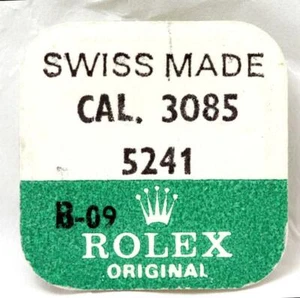 SWISS MADE
CAL. 3085
5241
B-09
ROLEX
ORIGINAL